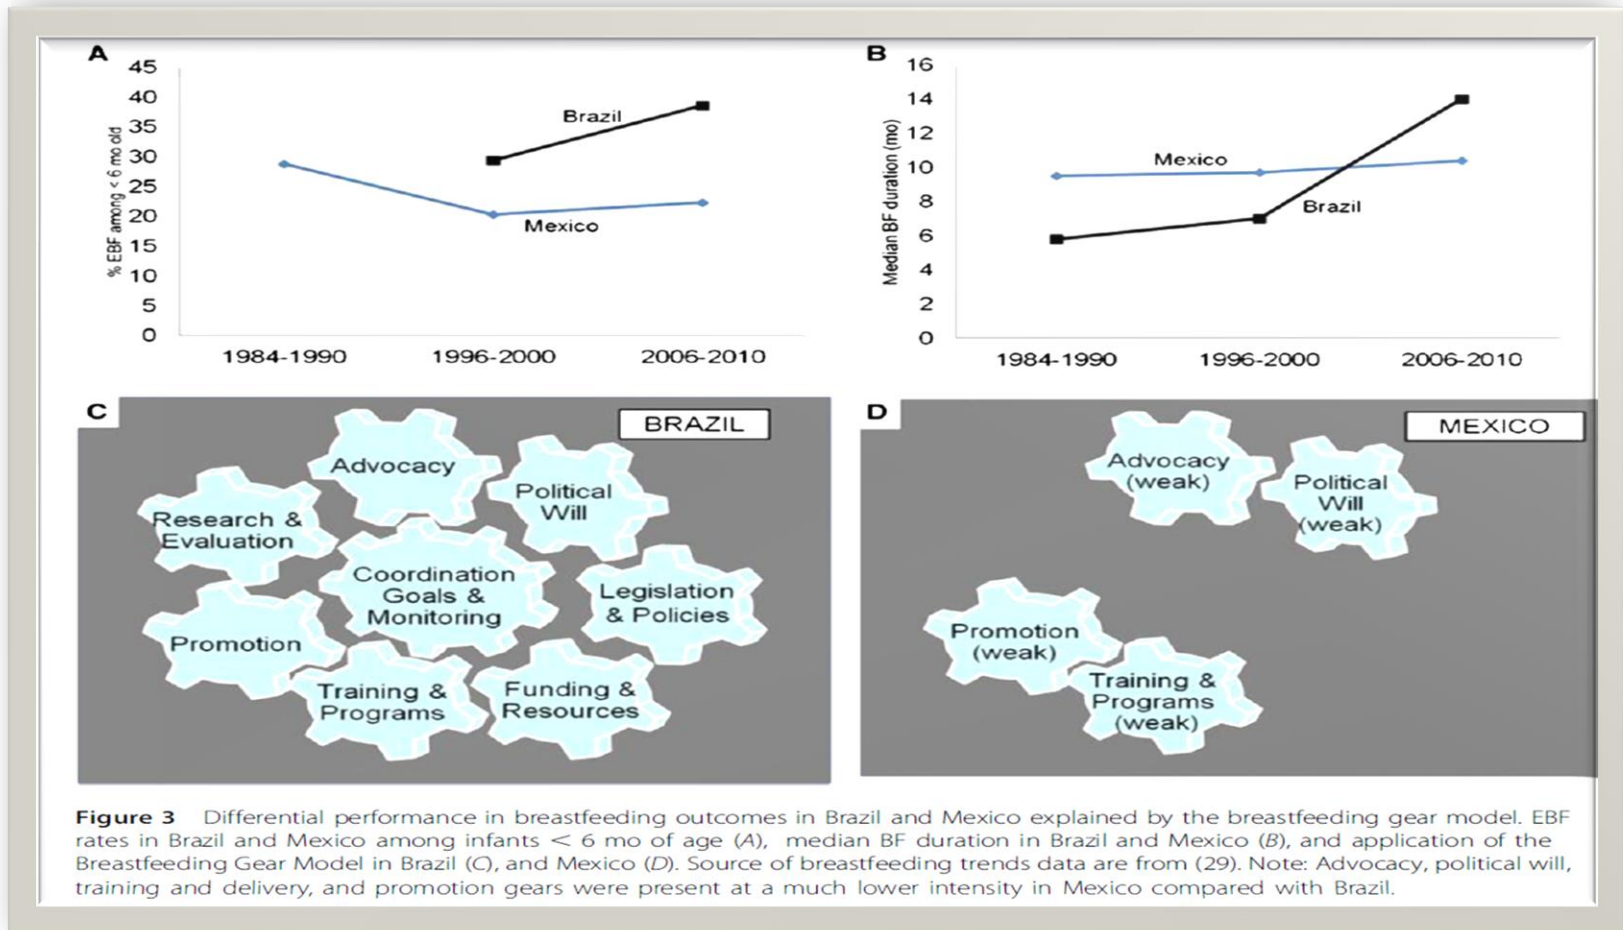 A
45
40
35
30
25
20
15
10
5
0
% EBF among < 6 mo old
Brazil
Mexico
1984-1990 1996-2000 2006-2010
B
16
14
12
10
8
6
4
2
0
Median BF duration (mo)
Mexico
Brazil
1984-1990 1996-2000 2006-2010
C
BRAZIL
Advocacy
Political
Will
Research &
Evaluation
Coordination
Goals &
Monitoring
Legislation
& Policies
Promotion
Training &
Programs
Funding &
Resources
D
MEXICO
Advocacy
(weak)
Political
Will
(weak)
Promotion
(weak)
Training &
Programs
(weak)
Figure 3 Differential performance in breastfeeding outcomes in Brazil and Mexico explained by the breastfeeding gear model. EBF
rates in Brazil and Mexico among infants < 6 mo of age (A), median BF duration in Brazil and Mexico (B), and application of the
Breastfeeding Gear Model in Brazil (C), and Mexico (D). Source of breastfeeding trends data are from (29). Note: Advocacy, political will,
training and delivery, and promotion gears were present at a much lower intensity in Mexico compared with Brazil.